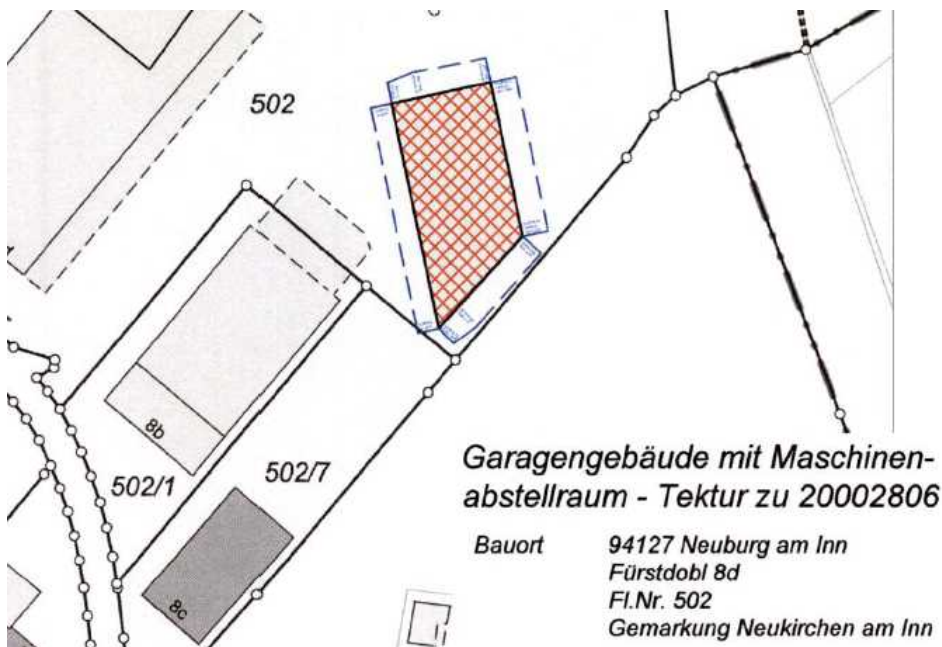 502
8b
502/1
502/7
8c
Garagengebäude mit Maschinen-
abstellraum - Tektur zu 20002806
Bauort 94127 Neuburg am Inn
Fürstdobl 8d
Fl.Nr. 502
Gemarkung Neukirchen am Inn